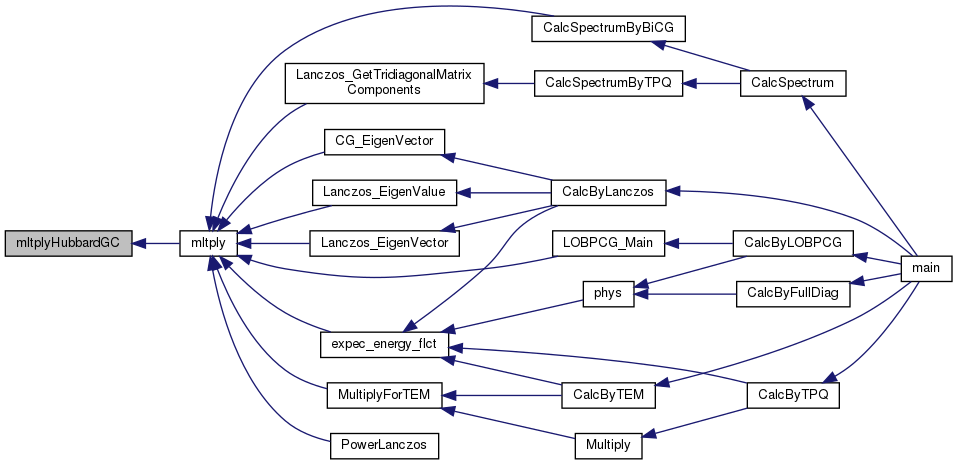 CalcSpectrumByBiCG
Lanczos_GetTridiagonalMatrix
Components
CalcSpectrumByTPQ
CalcSpectrum
CG_EigenVector
Lanczos_EigenValue
CalcByLanczos
mltplyHubbardGC
mltply
Lanczos_EigenVector
LOBPCG_Main
CalcByLOBPCG
main
phys
CalcByFullDiag
expec_energy_flct
MultiplyForTEM
CalcByTEM
CalcByTPQ
PowerLanczos
Multiply